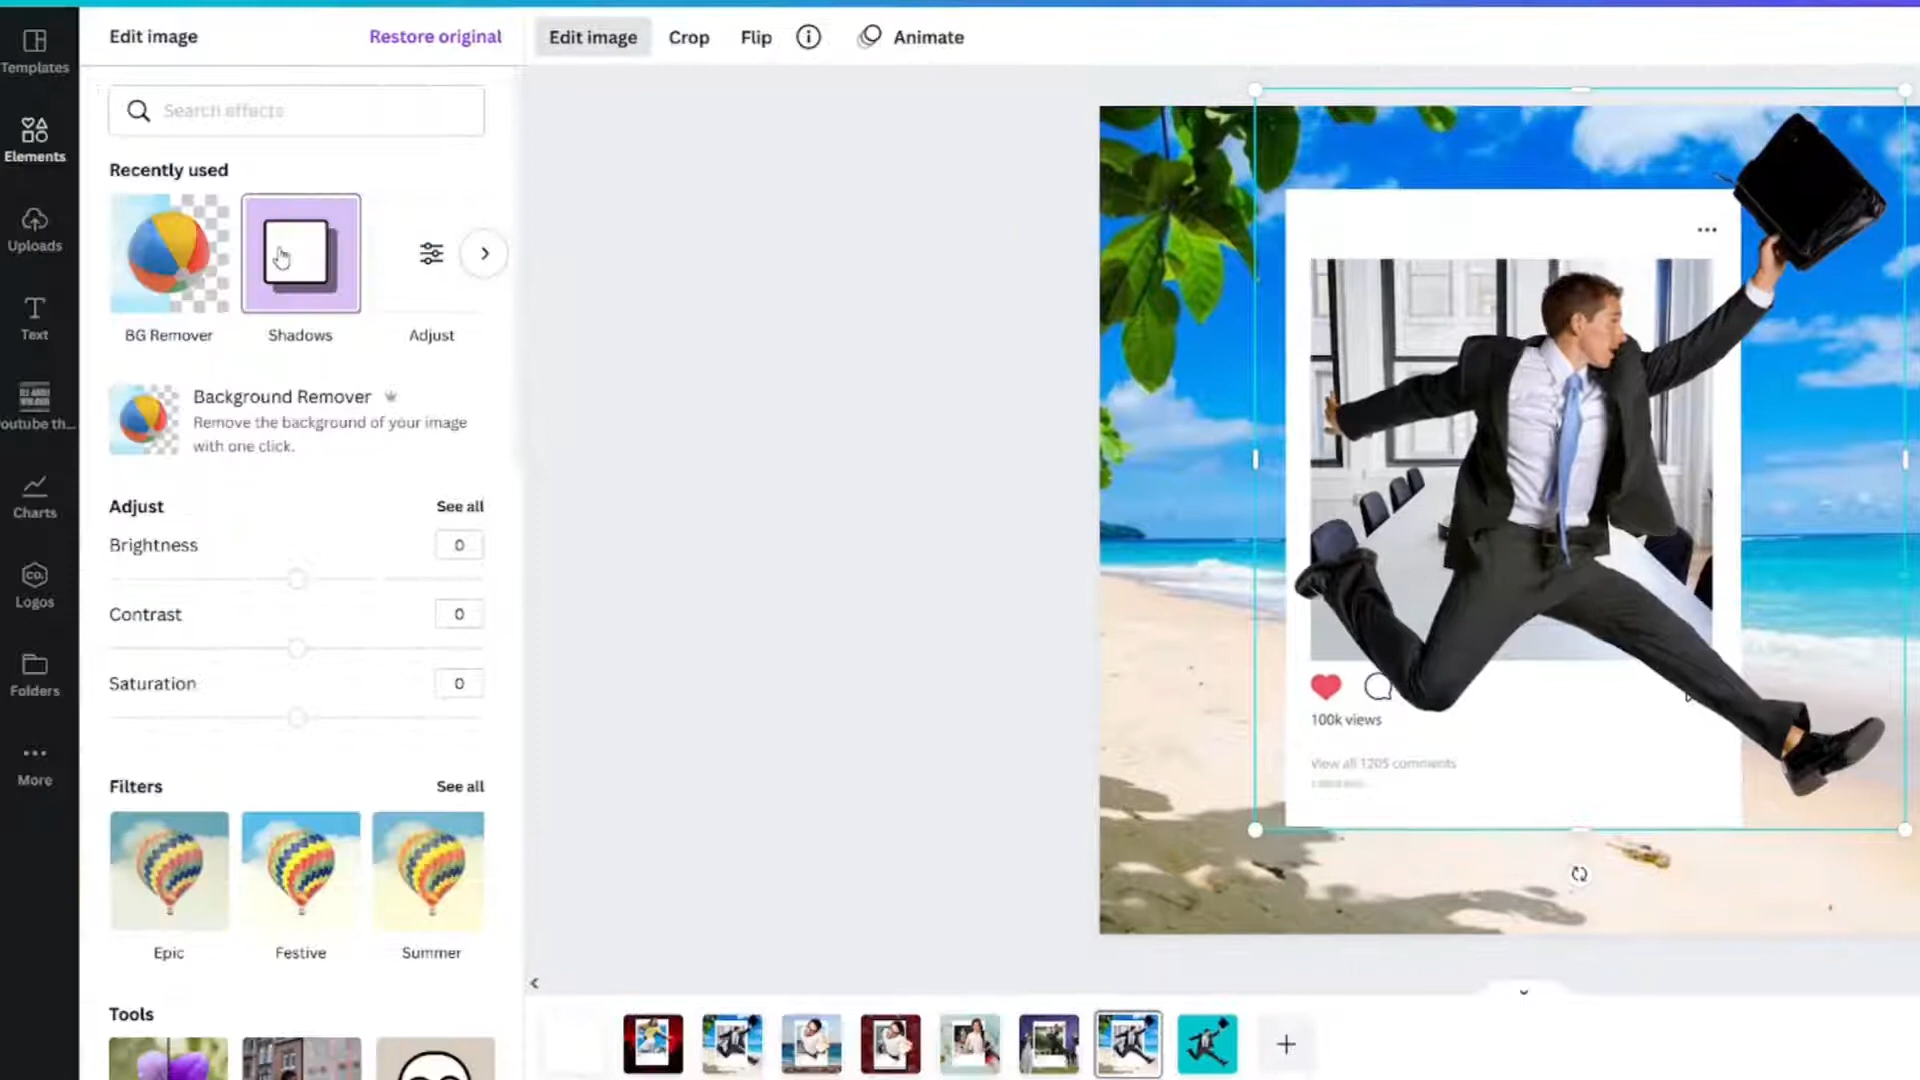 Templates
Elements
Uploads
Text
outube th...
Charts
CO.
Logos
Folders
More
Edit image
Restore original
Search effects
Recently used
BG Remover
Shadows
Adjust
Background Remover
Remove the background of your image
with one click.
Adjust
See all
Brightness
0
Contrast
0
Saturation
0
Filters
See all
Epic
Festive
Summer
Tools
Edit image
Crop
Flip
Animate
100k views
View all 1205 comments